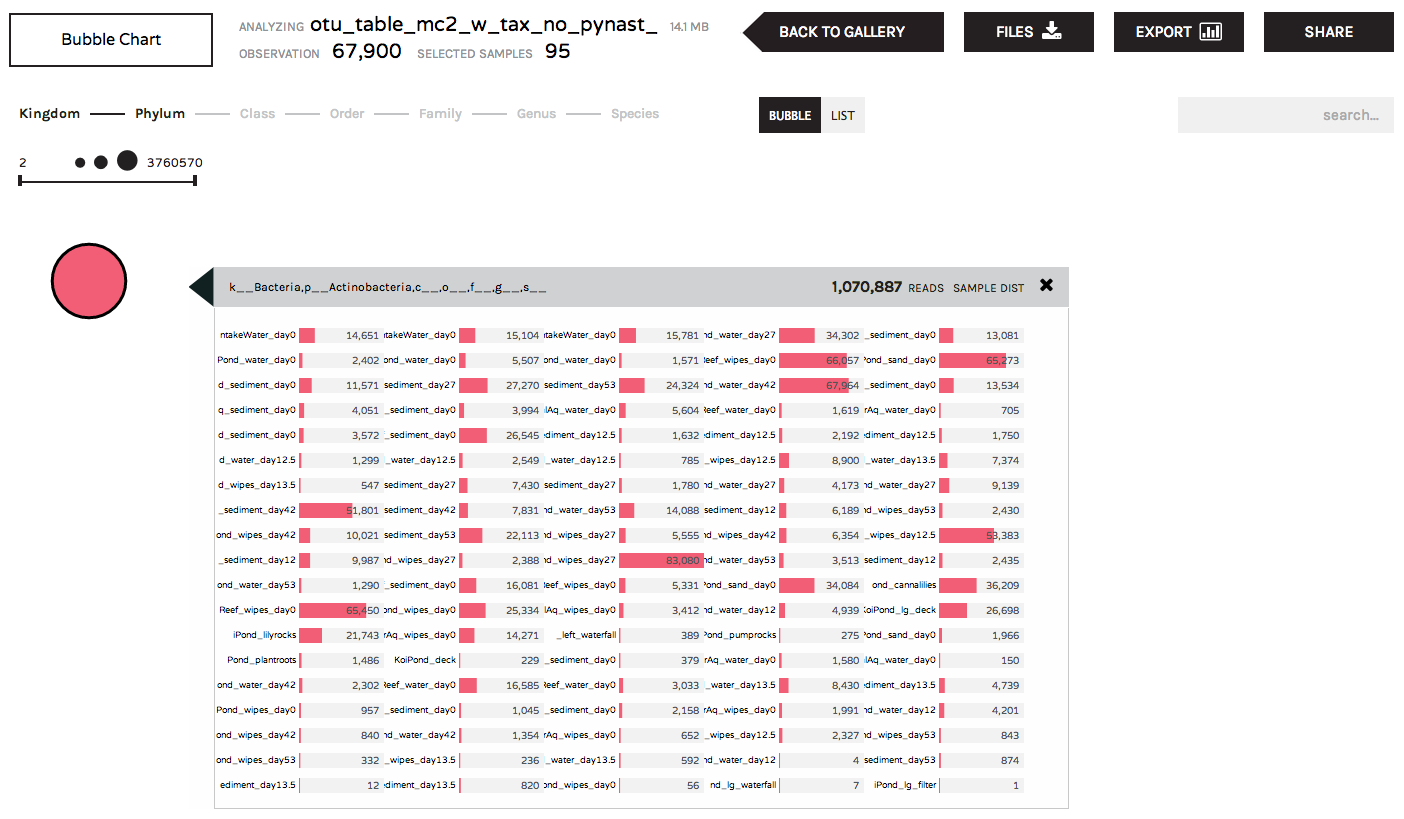 Bubble Chart
ANALYZING otu_table_mc2_w_tax_no_pynast_ 14.1 MB
OBSERVATION 67,900 SELECTED SAMPLES 95
BACK TO GALLERY FILES EXPORT SHARE
Kingdom Phylum Class Order Family Genus Species
BUBBLE LIST
search...
2 3760570
k__Bacteria,p__Actinobacteria,c__,o__,f__,g__,s__ 1,070,887 READS SAMPLE DIST
ntakeWater_day0 14,651 ntakeWater_day0 15,104 ntakeWater_day0 15,781 nd_water_day27 34,302 _sediment_day0 13,081
Pond_water_day0 2,402 ond_water_day0 5,507 ond_water_day0 1,571 Reef_wipes_day0 66,057 Pond_sand_day0 65,273
d_sediment_day0 11,571 sediment_day27 27,270 sediment_day53 24,324 nd_water_day42 67,964 _sediment_day0 13,534
q_sediment_day0 4,051 _sediment_day0 3,994 lAq_water_day0 5,604 Reef_water_day0 1,619 rAq_water_day0 705
d_sediment_day0 3,572 _sediment_day0 26,545 ediment_day12.5 1,632 ediment_day12.5 2,192 ediment_day12.5 1,750
d_water_day12.5 1,299 _water_day12.5 2,549 _water_day12.5 785 _wipes_day12.5 8,900 _water_day13.5 7,374
d_wipes_day13.5 547 sediment_day27 7,430 sediment_day27 1,780 nd_water_day27 4,173 nd_water_day27 9,139
_sediment_day42 51,801 sediment_day42 7,831 nd_water_day53 14,088 sediment_day12 6,189 nd_wipes_day53 2,430
ond_wipes_day42 10,021 sediment_day53 22,113 nd_wipes_day27 5,555 nd_wipes_day42 6,354 _wipes_day12.5 53,383
_sediment_day12 9,987 nd_wipes_day27 2,388 nd_wipes_day27 83,080 nd_water_day53 3,513 sediment_day12 2,435
ond_water_day53 1,290 _sediment_day0 16,081 Reef_wipes_day0 5,331 Pond_sand_day0 34,084 ond_cannalilies 36,209
Reef_wipes_day0 65,450 ond_wipes_day0 25,334 lAq_wipes_day0 3,412 nd_water_day12 4,939 KoiPond_lg_deck 26,698
iPond_lilyrocks 21,743 rAq_wipes_day0 14,271 _left_waterfall 389 Pond_pumprocks 275 Pond_sand_day0 1,966
Pond_plantroots 1,486 KoiPond_deck 229 _sediment_day0 379 rAq_water_day0 1,580 lAq_water_day0 150
ond_water_day42 2,302 Reef_water_day0 16,585 Reef_water_day0 3,033 _water_day13.5 8,430 ediment_day13.5 4,739
Pond_wipes_day0 957 _sediment_day0 1,045 _sediment_day0 2,158 rAq_wipes_day0 1,991 nd_water_day12 4,201
ond_wipes_day42 840 nd_water_day42 1,354 rAq_wipes_day0 652 _wipes_day12.5 2,327 nd_wipes_day53 843
ond_wipes_day53 332 _wipes_day13.5 236 _water_day13.5 592 nd_water_day12 4 sediment_day53 874
ediment_day13.5 12 ediment_day13.5 820 ond_wipes_day0 56 nd_lg_waterfall 7 iPond_lg_filter 1